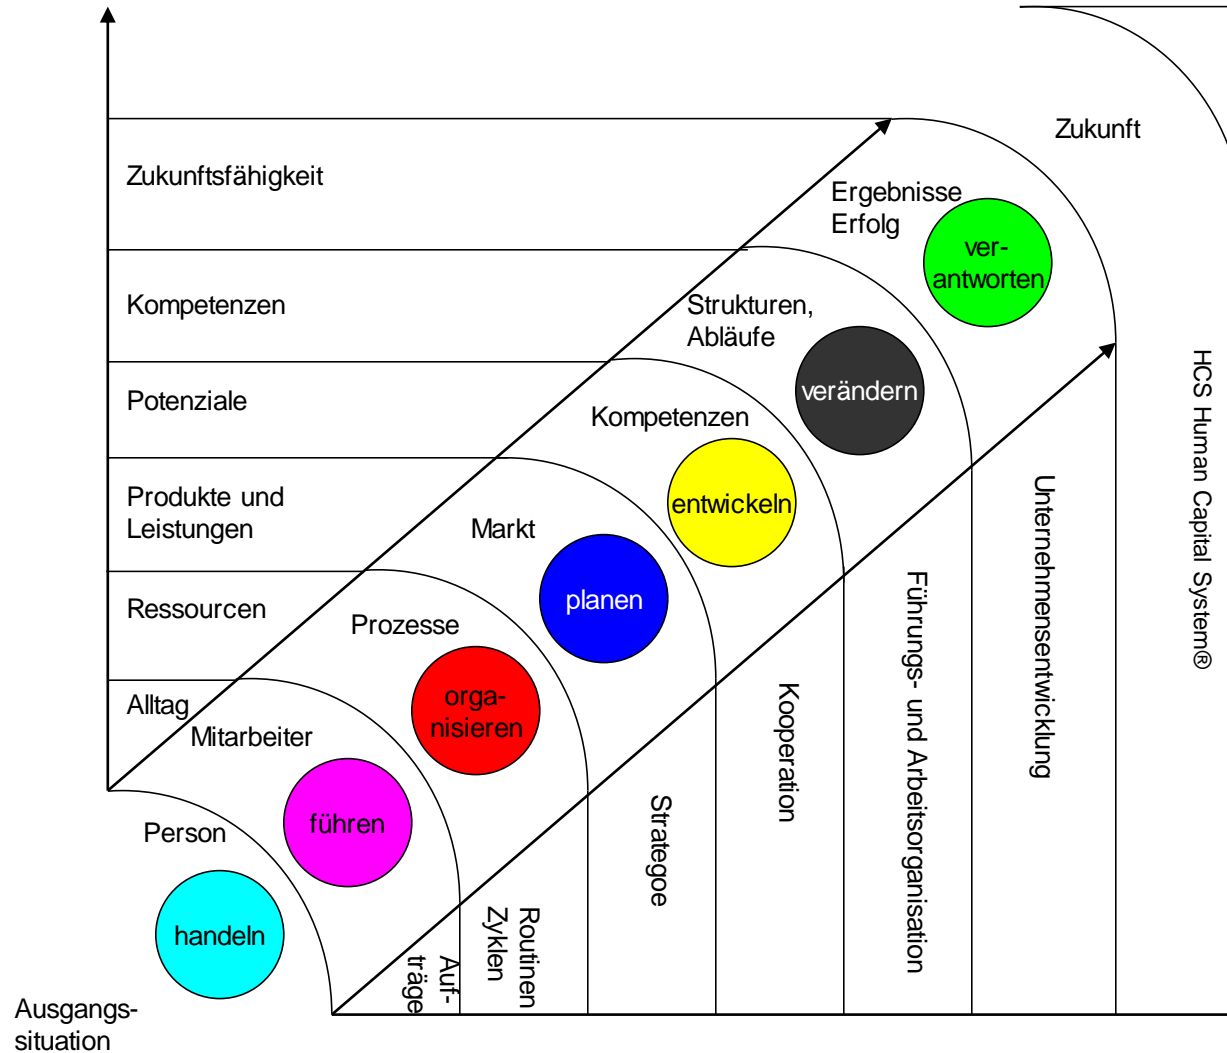 Zukunft
Zukunftsfähigkeit
Ergebnisse
Erfolg
ver-
antworten
Kompetenzen
Strukturen,
Abläufe
verändern
Potenziale
Kompetenzen
entwickeln
Produkte und
Leistungen
Markt
planen
Ressourcen
Prozesse
orga-
nisieren
Alltag
Mitarbeiter
führen
Person
handeln
Ausgangs-
situation
Auf-
träge
Routinen
Zyklen
Strategoe
Kooperation
Führungs- und Arbeitsorganisation
Unternehmensentwicklung
HCS Human Capital System®